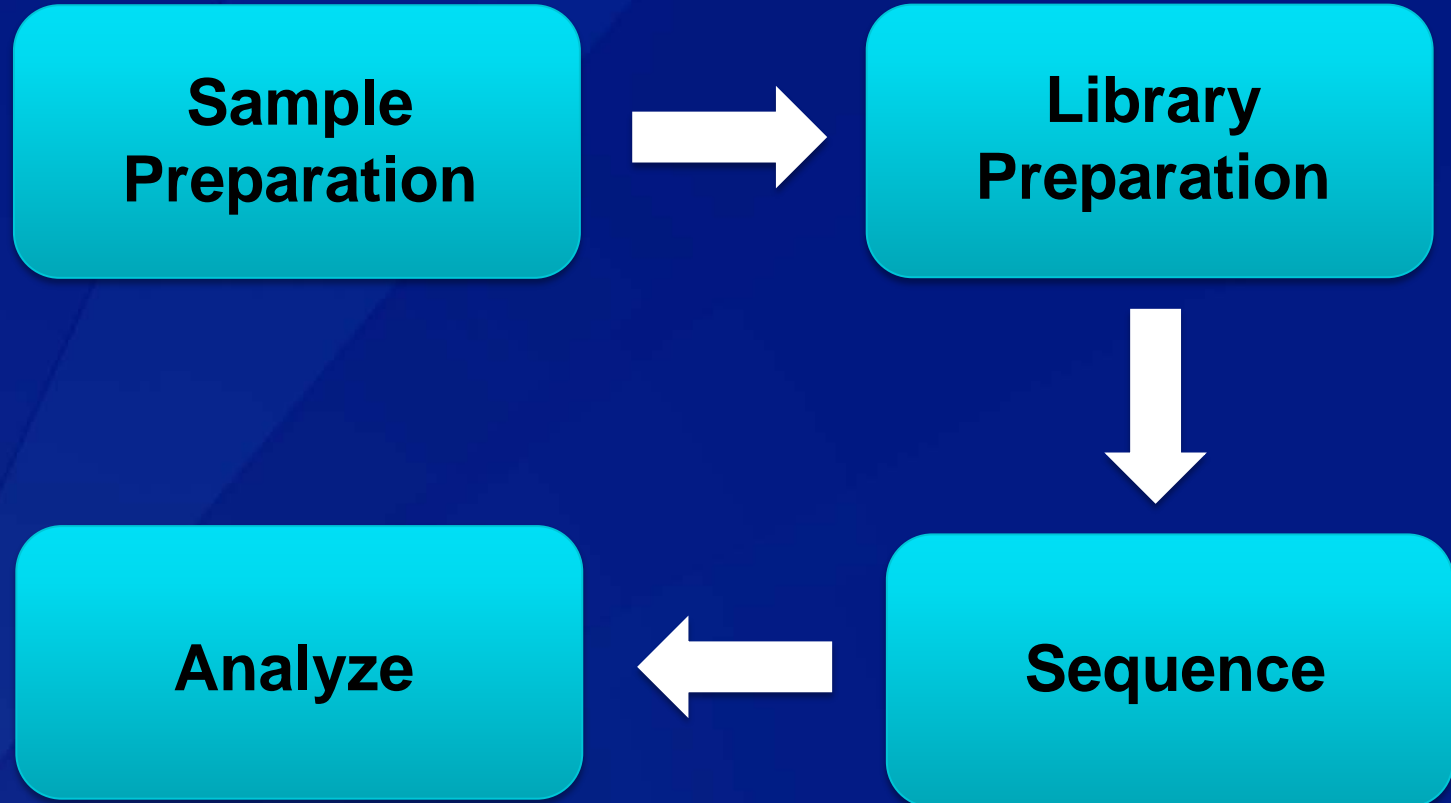 Sample
Preparation
Library
Preparation
Sequence
Analyze